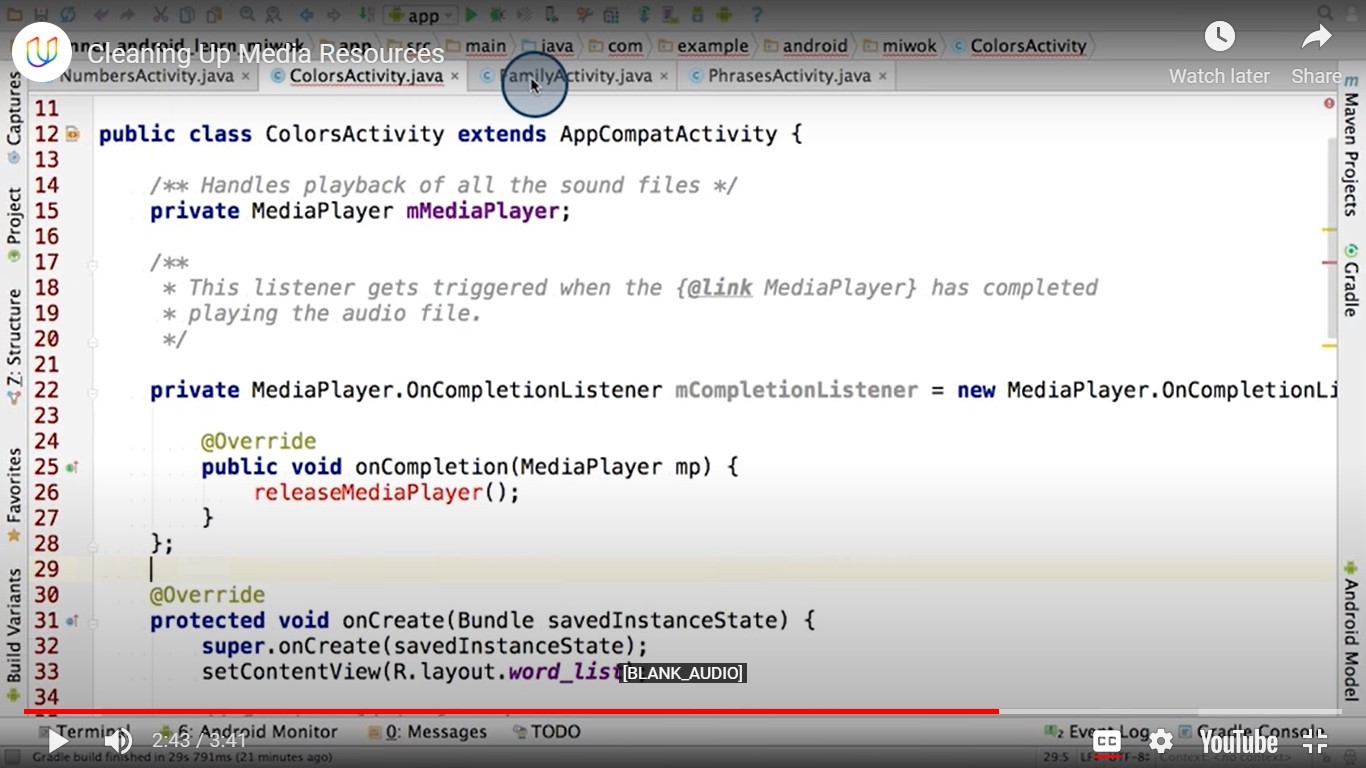 app
Cleaning Up Media Resources
main java com example android miwok ColorsActivity
Watch later Share
NumbersActivity.java ColorsActivity.java FamilyActivity.java PhrasesActivity.java
Captures
Project
Z: Structure
Favorites
Build Variants
11
12 public class ColorsActivity extends AppCompatActivity {
13
14 /** Handles playback of all the sound files */
15 private MediaPlayer mMediaPlayer;
16
17 /**
18 * This listener gets triggered when the {@link MediaPlayer} has completed
19 * playing the audio file.
20 */
21
22 private MediaPlayer.OnCompletionListener mCompletionListener = new MediaPlayer.OnCompletionLi
23
24 @Override
25 public void onCompletion(MediaPlayer mp) {
26 releaseMediaPlayer();
27 }
28 };
29
30 @Override
31 protected void onCreate(Bundle savedInstanceState) {
32 super.onCreate(savedInstanceState);
33 setContentView(R.layout.word_list
34
[BLANK_AUDIO]
m Maven Projects
Gradle
Android Model
Terminal 6: Android Monitor 0: Messages TODO Event Log Gradle Console
2:43 / 3:41 CC YouTube
Gradle build finished in 29s 791ms (21 minutes ago) 29:5 UTF-8 Context: <no context>